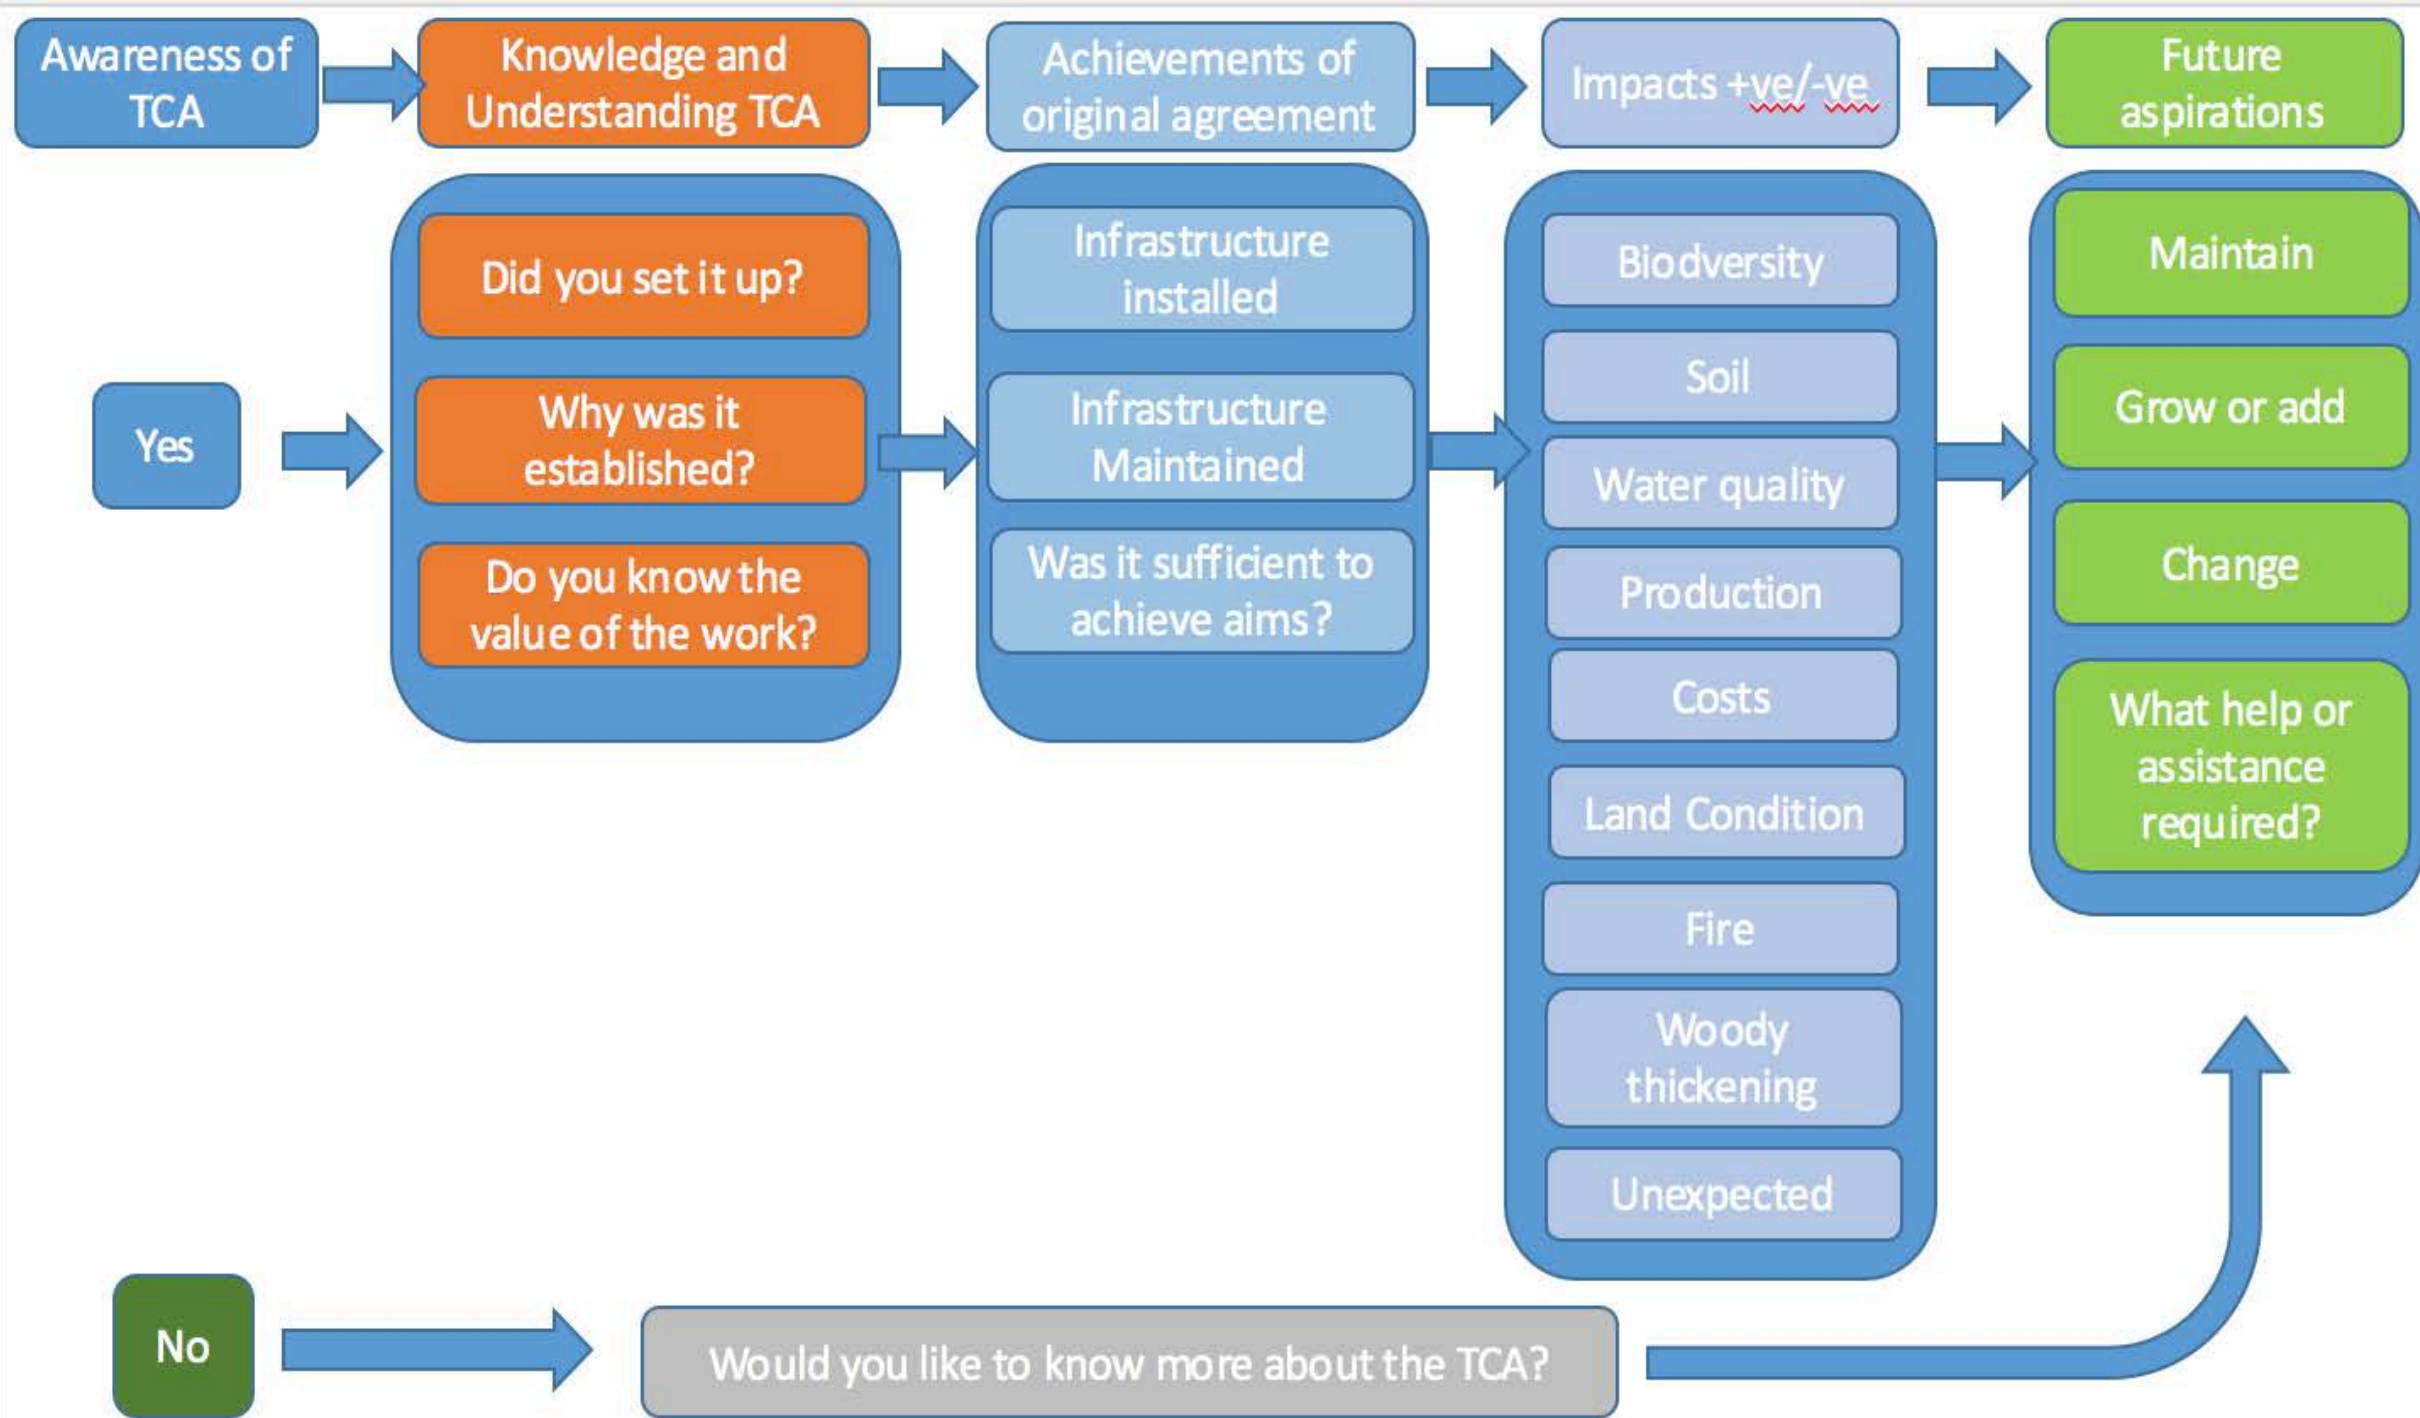 Awareness of
TCA
Knowledge and
Understanding TCA
Achievements of
original agreement
Impacts +ve/-ve
Future
aspirations
Yes
Did you set it up?
Why was it
established?
Do you know the
value of the work?
Infrastructure
installed
Infrastructure
Maintained
Was it sufficient to
achieve aims?
Biodversity
Soil
Water quality
Production
Costs
Land Condition
Fire
Woody
thickening
Unexpected
Maintain
Grow or add
Change
What help or
assistance
required?
No
Would you like to know more about the TCA?